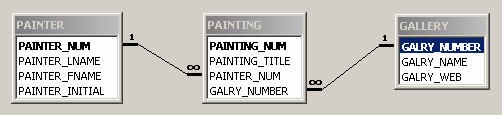 PAINTER
PAINTER_NUM
PAINTER_LNAME
PAINTER_FNAME
PAINTER_INITIAL
1
∞
PAINTING
PAINTING_NUM
PAINTING_TITLE
PAINTER_NUM
GALRY_NUMBER
∞
1
GALLERY
GALRY_NUMBER
GALRY_NAME
GALRY_WEB